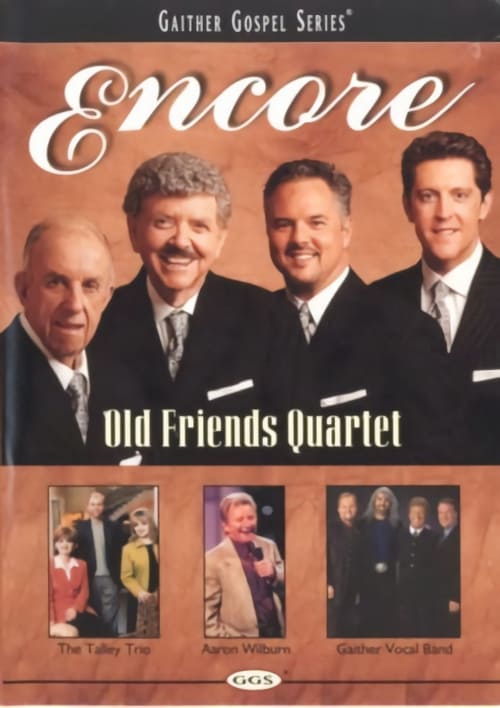 GAITHER GOSPEL SERIES®
Encore
Old Friends Quartet
The Talley Trio
Aaron Wilburn
Gaither Vocal Band
GGS